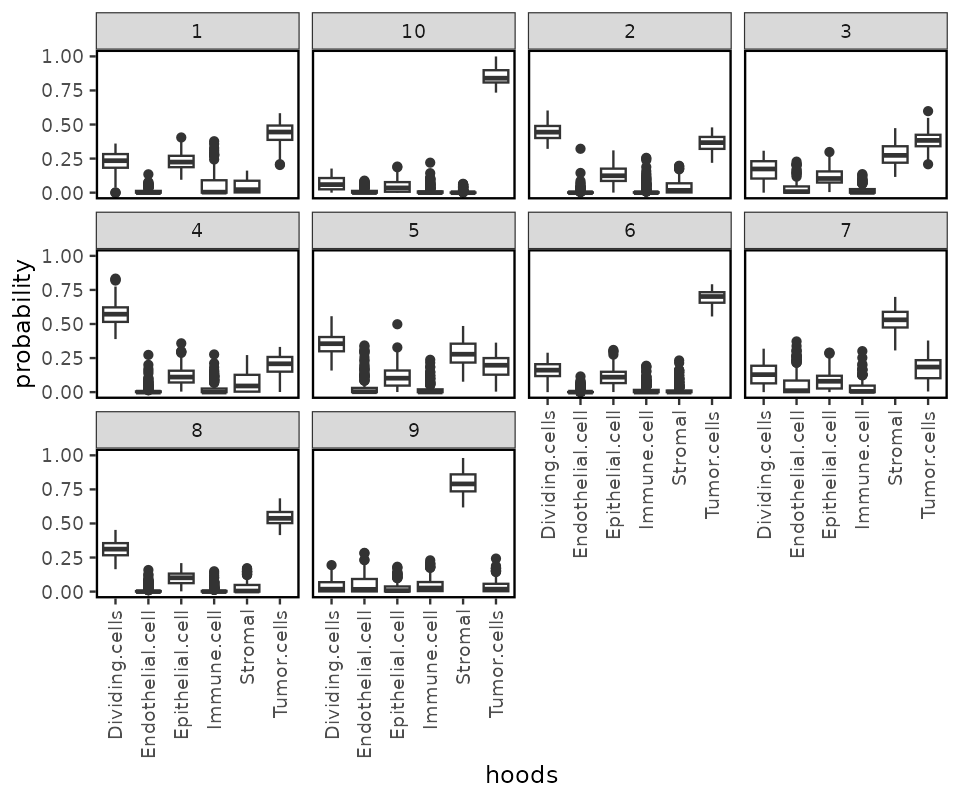 1 10 2 3
1.00
0.75
0.50
0.25
0.00
4 5 6 7
1.00
0.75
0.50
0.25
0.00
8 9
1.00
0.75
0.50
0.25
0.00
probability
Dividing.cells
Endothelial.cell
Epithelial.cell
Immune.cell
Stromal
Tumor.cells
Dividing.cells
Endothelial.cell
Epithelial.cell
Immune.cell
Stromal
Tumor.cells
Dividing.cells
Endothelial.cell
Epithelial.cell
Immune.cell
Stromal
Tumor.cells
Dividing.cells
Endothelial.cell
Epithelial.cell
Immune.cell
Stromal
Tumor.cells
hoods